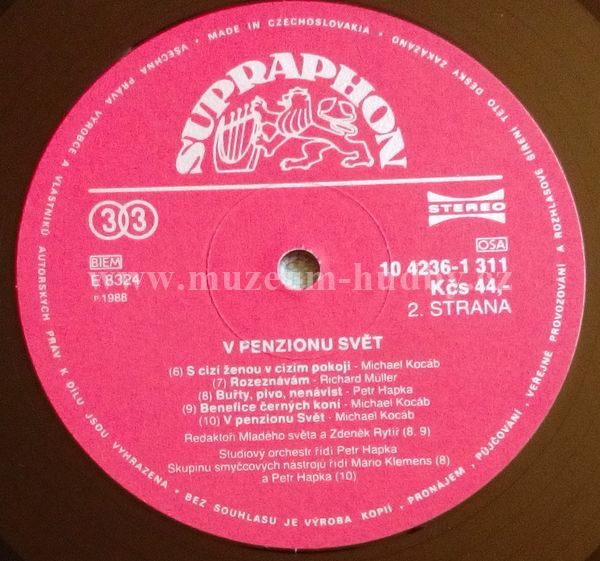 SUPRAPHON
33
STEREO
BIEM
E 8324
P 1988
OSA
10 4236-1 311
Kčs 44,-
2. STRANA
www.muzeum-hudby.cz
V PENZIONU SVĚT
(6) S cizí ženou v cizím pokoji - Michael Kocáb
(7) Rozeznávám - Richard Müller
(8) Buřty, pivo, nenávist - Petr Hapka
(9) Benefice černých koní - Michael Kocáb
(10) V penzionu Svět - Michael Kocáb
Redaktoři Mladého světa a Zdeněk Rytíř (8, 9)
Studiový orchestr řídí Petr Hapka
Skupinu smyčcových nástrojů řídí Mario Klemens (8)
a Petr Hapka (10)
MADE IN CZECHOSLOVAKIA • VŠECHNA PRÁVA VÝROBCE A VLASTNÍKŮ AUTORSKÝCH PRÁV K DÍLU JSOU VYHRAZENA • BEZ SOUHLASU JE VÝROBA KOPIÍ, PRONÁJEM, PŮJČOVÁNÍ, VEŘEJNÉ PROVOZOVÁNÍ A ROZHLASOVÉ ŠÍŘENÍ TÉTO DESKY ZAKÁZÁNO •